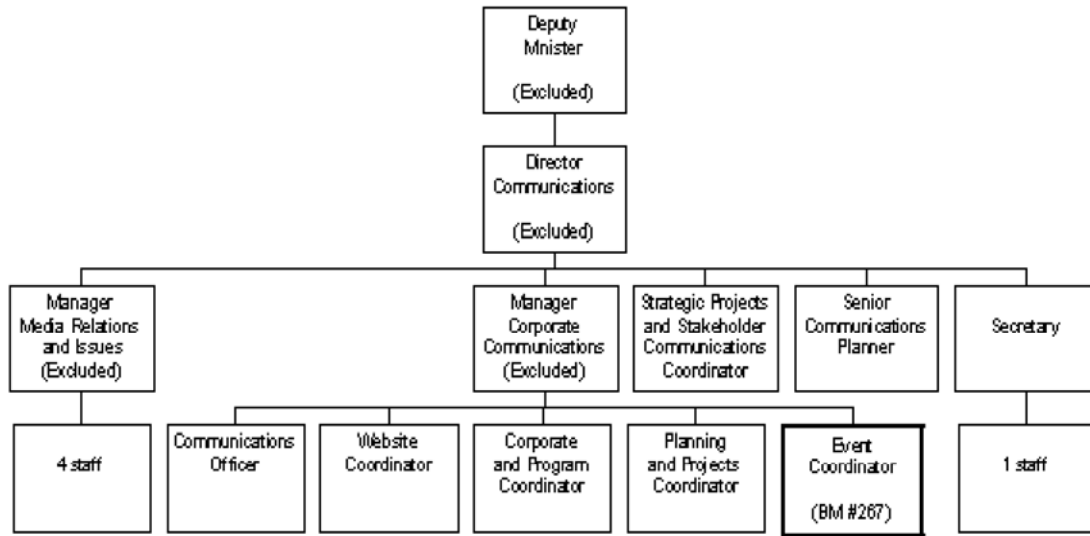 Deputy
Mnister
(Excluded)
Director
Communications
(Excluded)
Manager
Media Relations
and Issues
(Excluded)
Manager
Corporate
Communications
(Excluded)
Strategic Projects
and Stakeholder
Communications
Coordinator
Senior
Communications
Planner
Secretary
4 staff
Communications
Officer
Website
Coordinator
Corporate
and Program
Coordinator
Planning
and Projects
Coordinator
Event
Coordinator
(BM #267)
1 staff